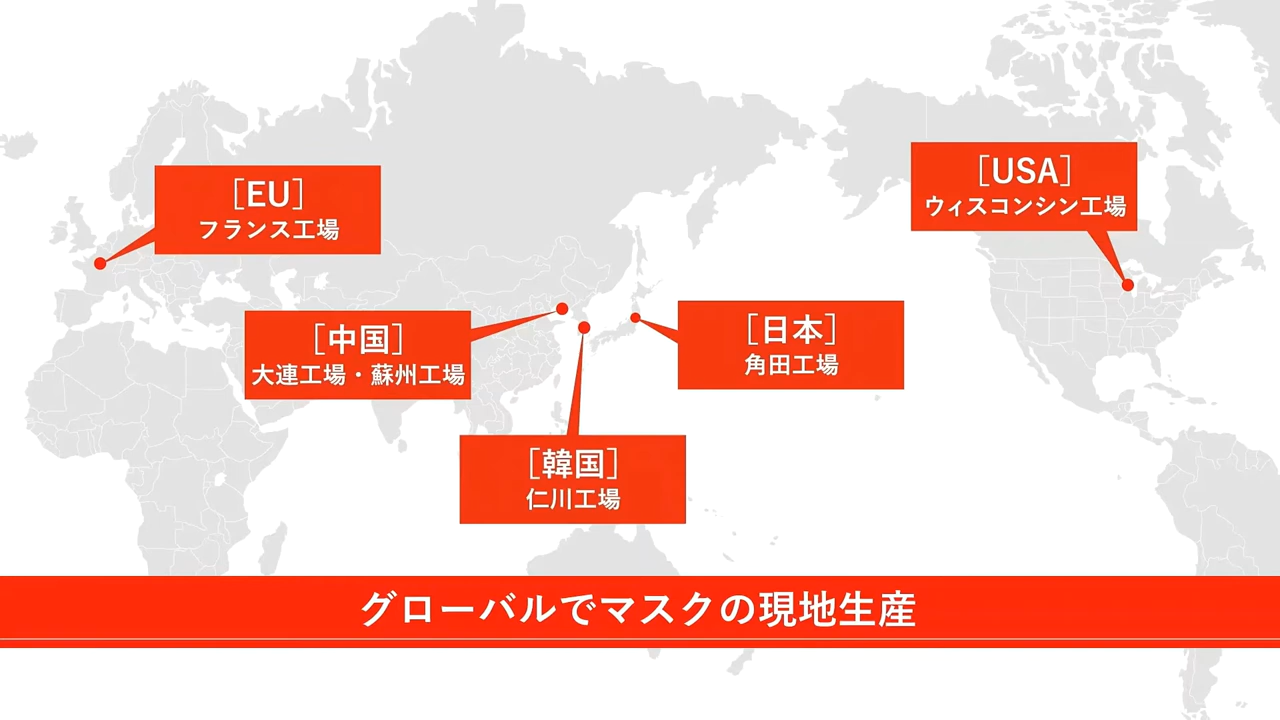 ［EU］
フランス工場
［USA］
ウィスコンシン工場
［中国］
大連工場・蘇州工場
［日本］
角田工場
［韓国］
仁川工場
グローバルでマスクの現地生産